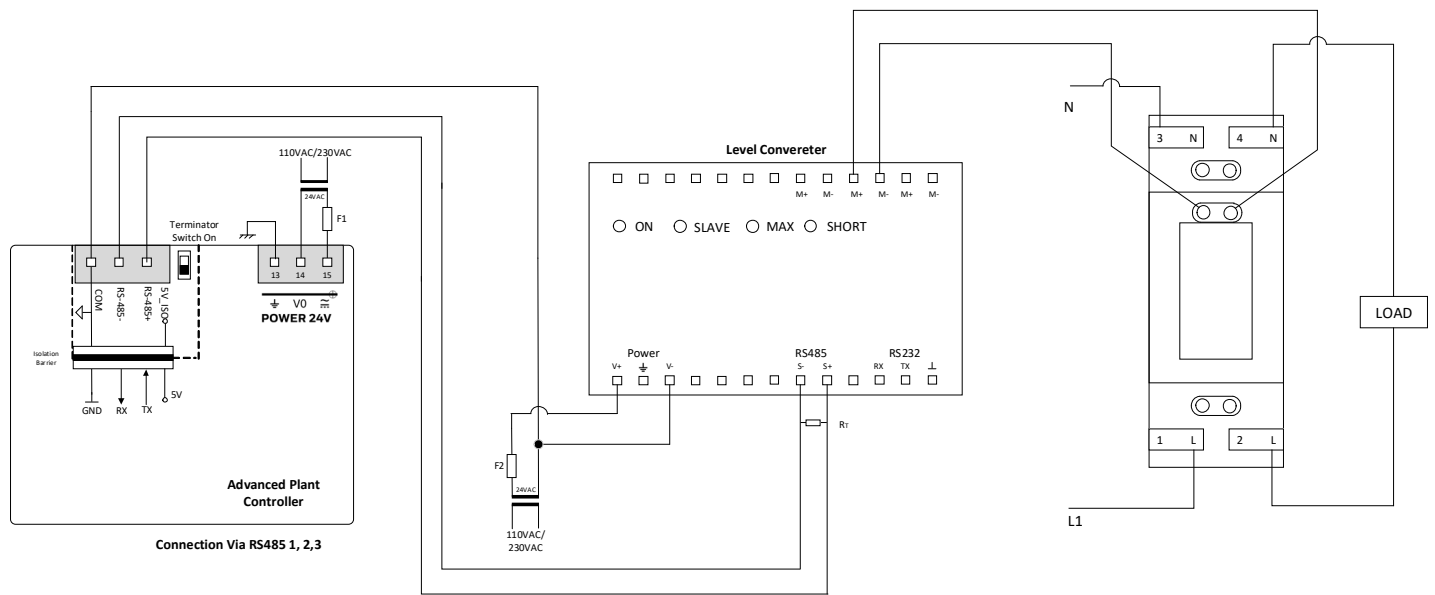 N
3 N
4 N
Level Convereter
M+ M- M+ M- M+ M-
ON SLAVE MAX SHORT
Power
V+ V-
RS485
S- S+
RS232
RX TX
RT
110VAC/230VAC
24VAC
F1
Terminator
Switch On
13 14 15
V0
POWER 24V
COM
RS-485-
RS-485+
5V_ISO
Isolation
Barrier
GND RX TX 5V
Advanced Plant
Controller
Connection Via RS485 1, 2,3
F2
24VAC
110VAC/
230VAC
LOAD
1 L
2 L
L1